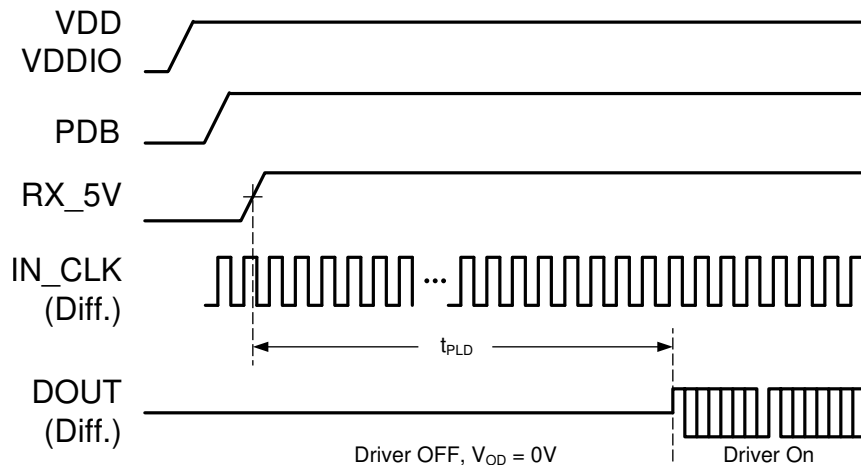 VDD
VDDIO
PDB
RX_5V
IN_CLK
(Diff.)
...
tPLD
DOUT
(Diff.)
Driver OFF, VOD = 0V
Driver On